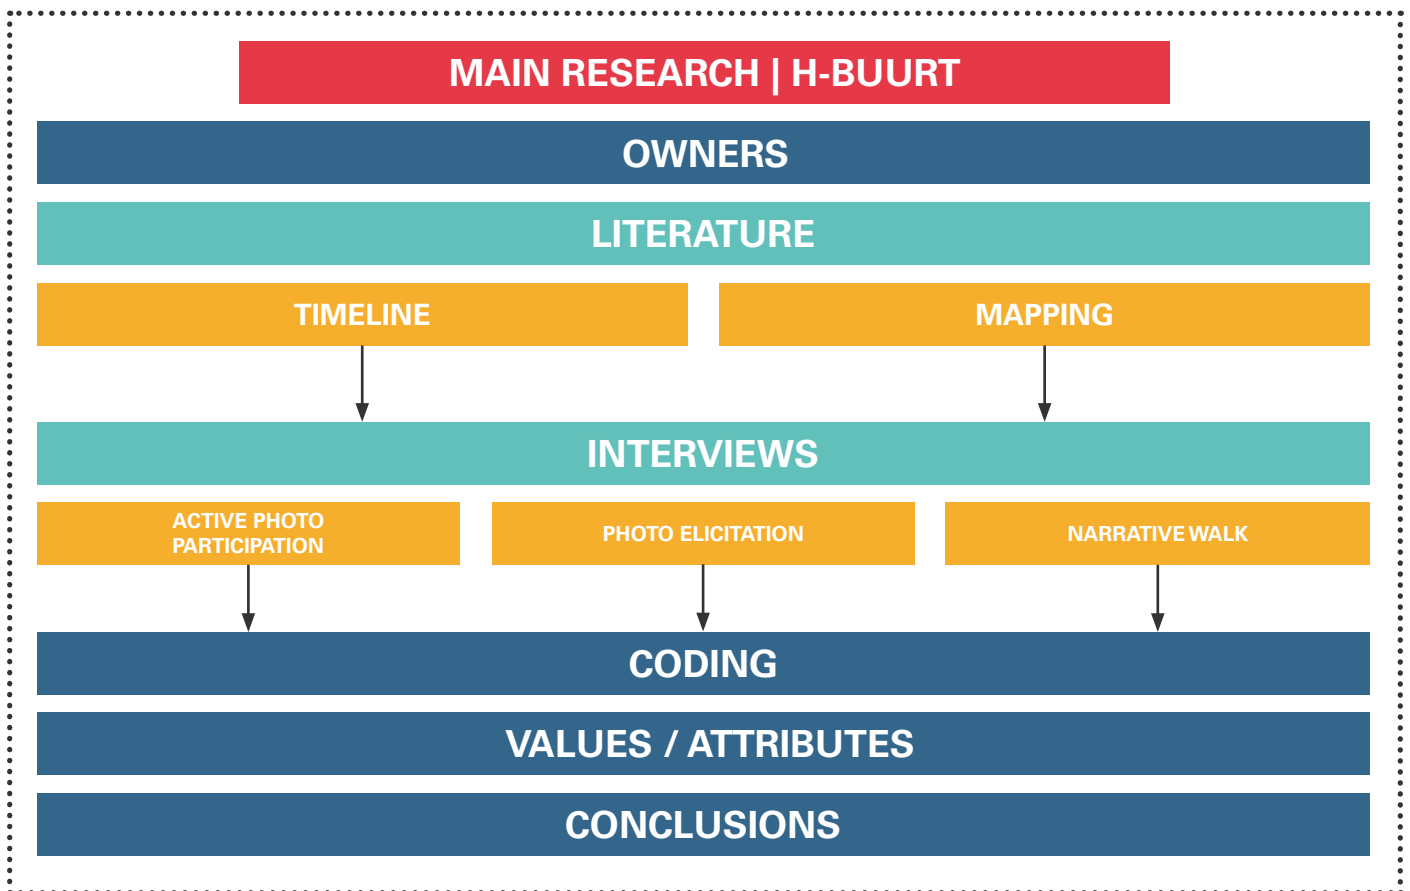 MAIN RESEARCH | H-BUURT
OWNERS
LITERATURE
TIMELINE
MAPPING
INTERVIEWS
ACTIVE PHOTO
PARTICIPATION
PHOTO ELICITATION
NARRATIVE WALK
CODING
VALUES / ATTRIBUTES
CONCLUSIONS